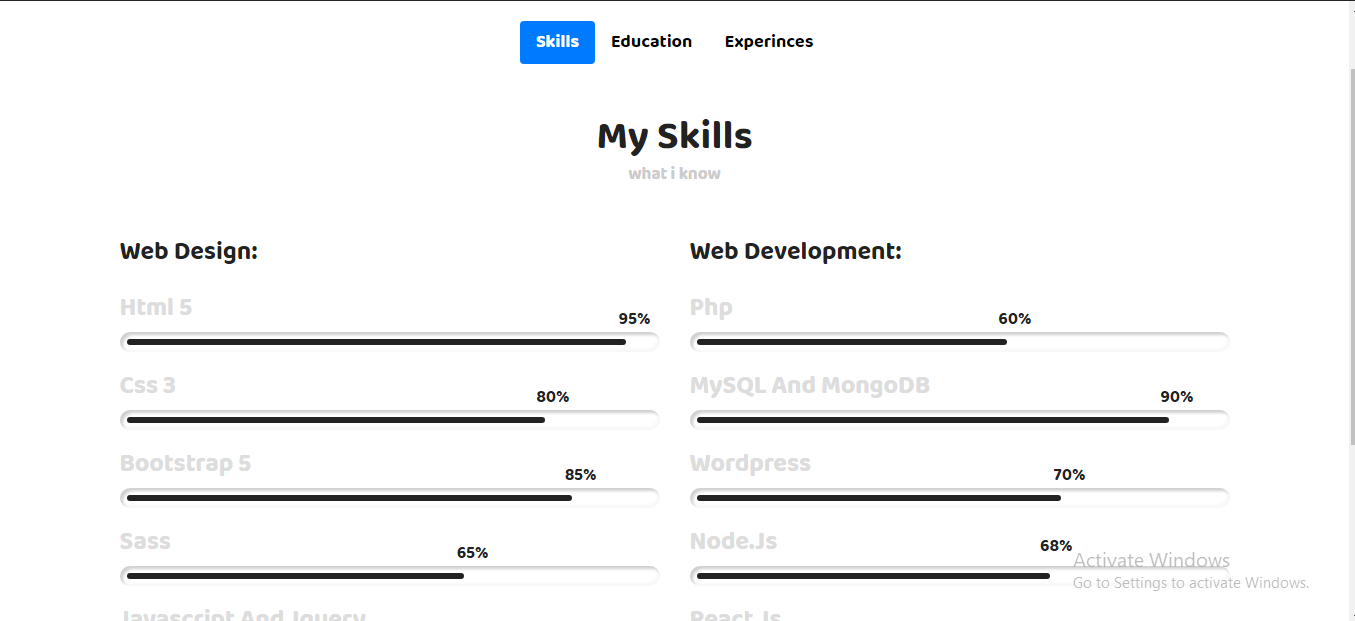 Skills Education Experinces
My Skills
what i know
Web Design:
Html 5
95%
Css 3
80%
Bootstrap 5
85%
Sass
65%
Javascript And Jquery
Web Development:
Php
60%
MySQL And MongoDB
90%
Wordpress
70%
Node.Js
68%
React Js
Activate Windows
Go to Settings to activate Windows.